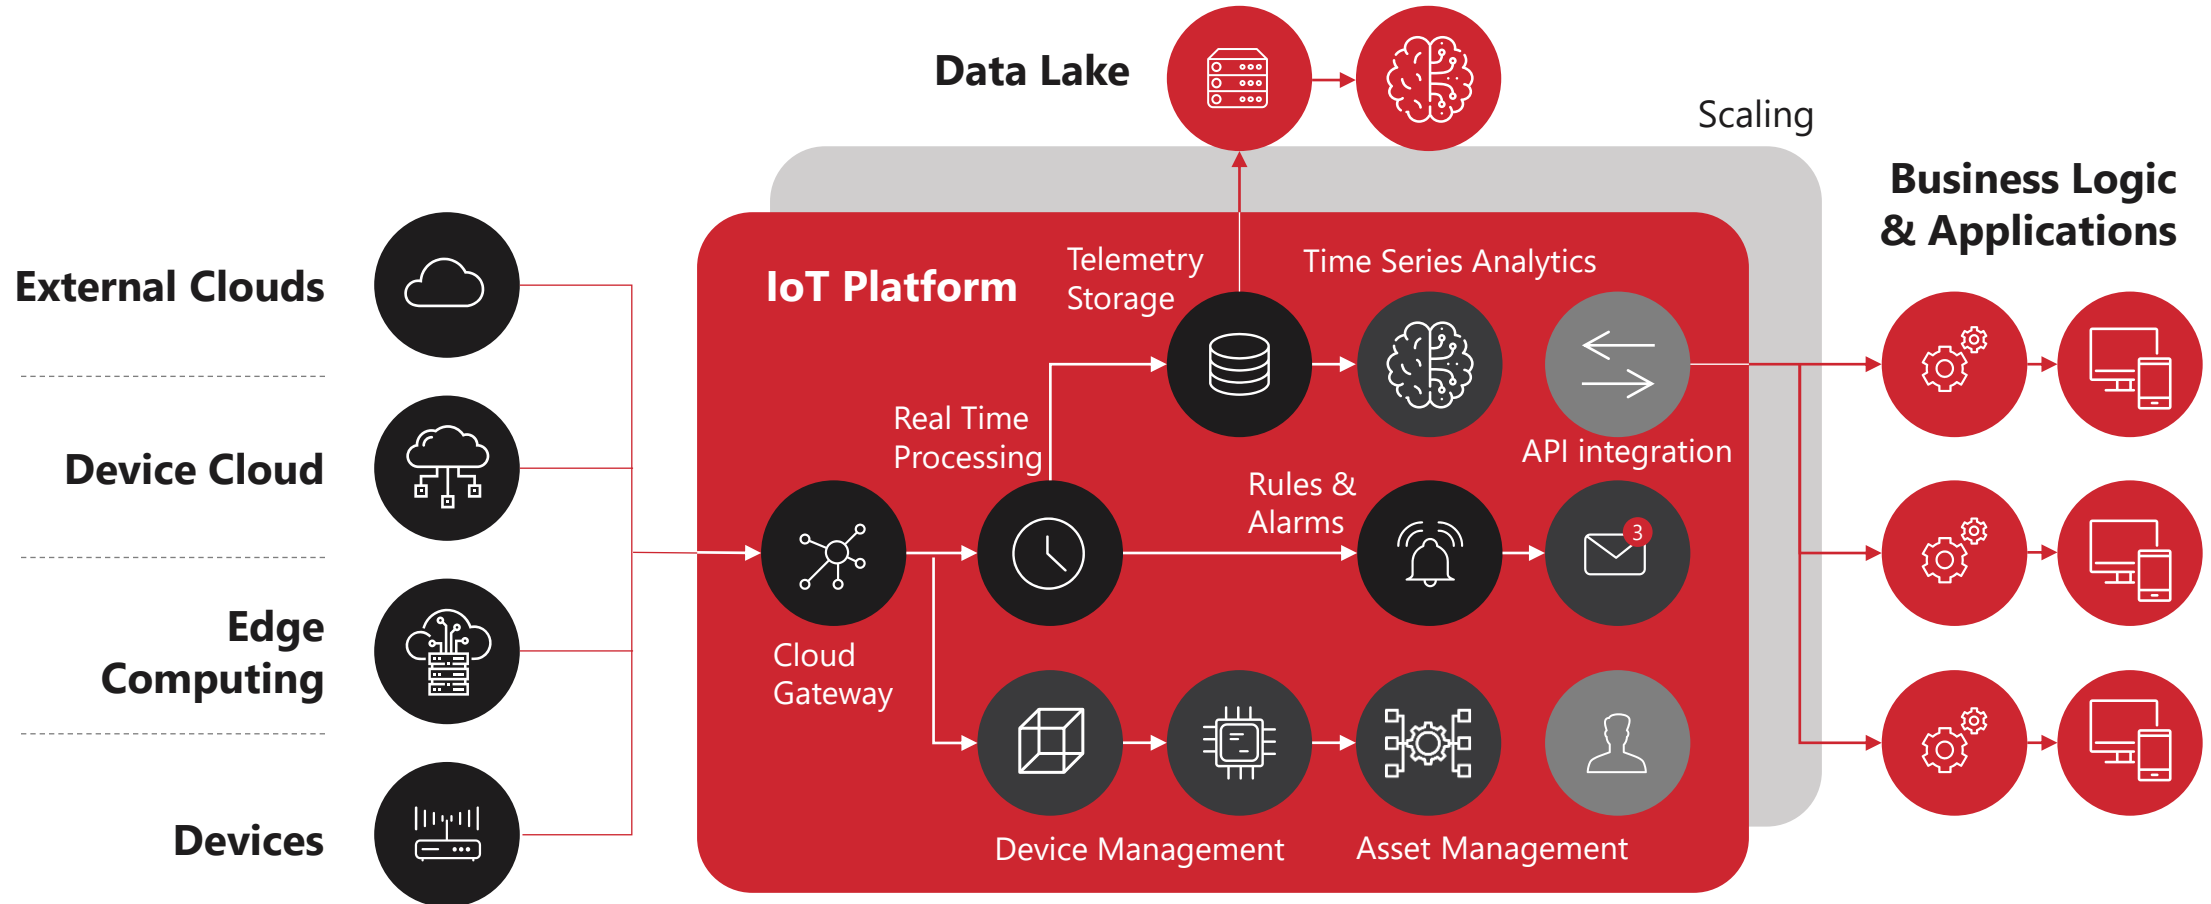 Data Lake
Scaling
Business Logic
& Applications
External Clouds
Device Cloud
Edge
Computing
Devices
IoT Platform
Telemetry
Storage
Time Series Analytics
Real Time
Processing
API integration
Rules &
Alarms
3
Cloud
Gateway
Device Management
Asset Management